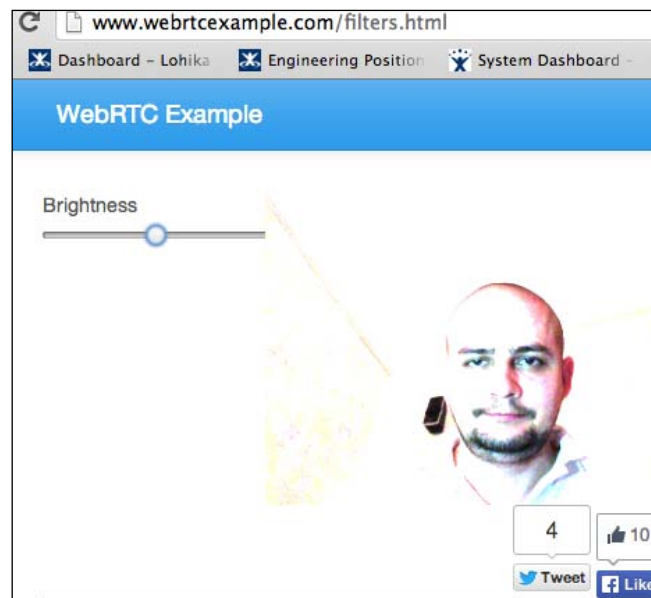 www.webrtcexample.com/filters.html
Dashboard – Lohika
Engineering Position
System Dashboard –
WebRTC Example
Brightness
4
10
Tweet
Like